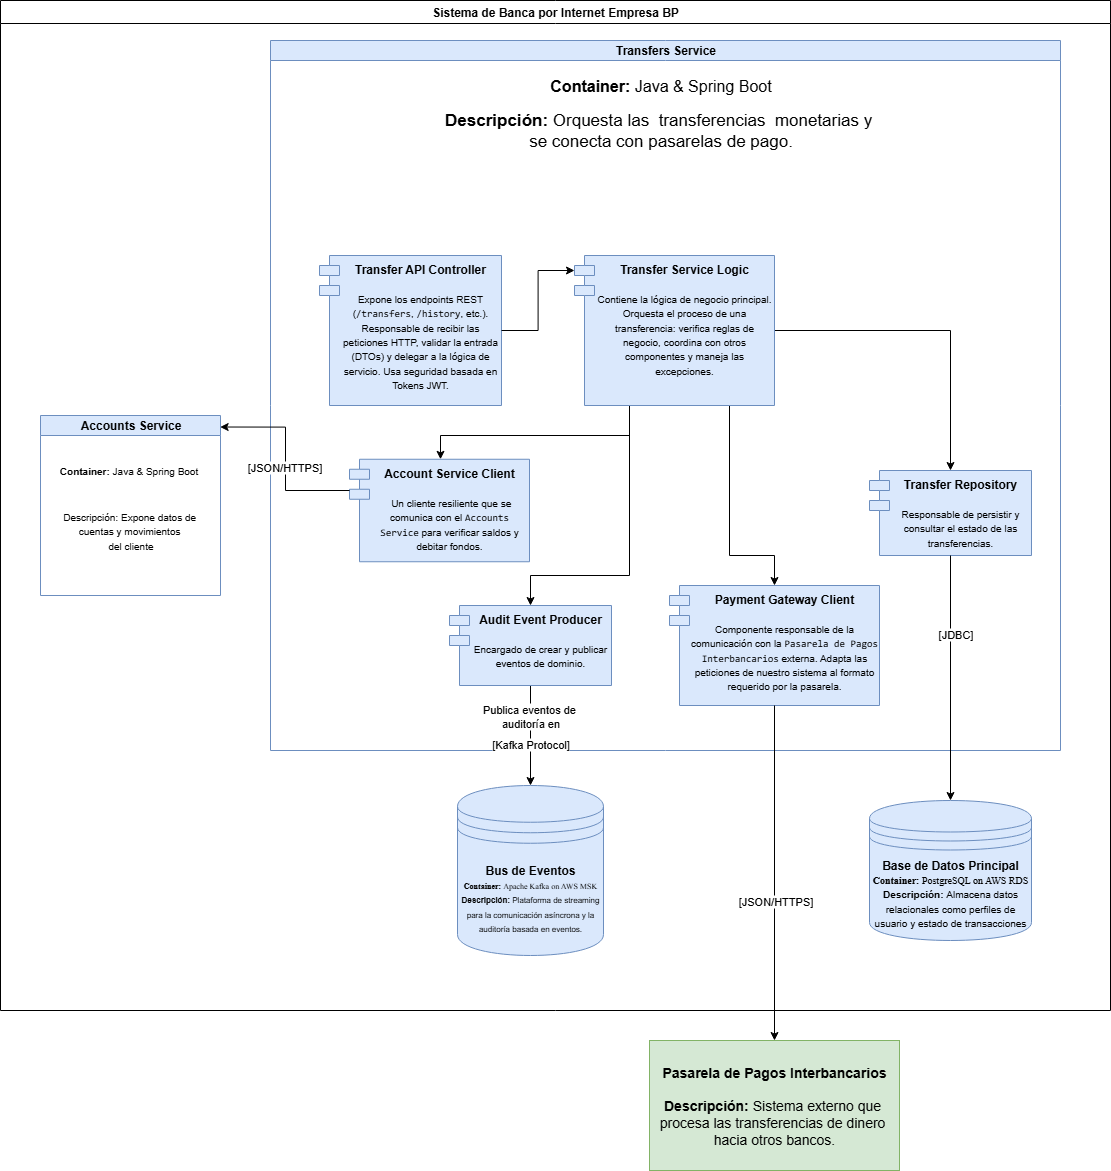 Sistema de Banca por Internet Empresa BP
Transfers Service
Container: Java & Spring Boot
Descripción: Orquesta las  transferencias  monetarias y
se conecta con pasarelas de pago.
Transfer API Controller
Expone los endpoints REST
(/transfers, /history, etc.).
Responsable de recibir las
peticiones HTTP, validar la entrada
(DTOs) y delegar a la lógica de
servicio. Usa seguridad basada en
Tokens JWT.
Transfer Service Logic
Contiene la lógica de negocio principal.
Orquesta el proceso de una
transferencia: verifica reglas de
negocio, coordina con otros
componentes y maneja las
excepciones.
Accounts Service
Container: Java & Spring Boot
Descripción: Expone datos de
cuentas y movimientos
del cliente
[JSON/HTTPS]
Account Service Client
Un cliente resiliente que se
comunica con el Accounts
Service para verificar saldos y
debitar fondos.
Transfer Repository
Responsable de persistir y
consultar el estado de las
transferencias.
Audit Event Producer
Encargado de crear y publicar
eventos de dominio.
Payment Gateway Client
Componente responsable de la
comunicación con la Pasarela de Pagos
Interbancarios externa. Adapta las
peticiones de nuestro sistema al formato
requerido por la pasarela.
[JDBC]
Publica eventos de
auditoría en
[Kafka Protocol]
Bus de Eventos
Container: Apache Kafka on AWS MSK
Descripción: Plataforma de streaming
para la comunicación asíncrona y la
auditoría basada en eventos.
[JSON/HTTPS]
Base de Datos Principal
Container: PostgreSQL on AWS RDS
Descripción: Almacena datos
relacionales como perfiles de
usuario y estado de transacciones
Pasarela de Pagos Interbancarios
Descripción: Sistema externo que
procesa las transferencias de dinero
hacia otros bancos.